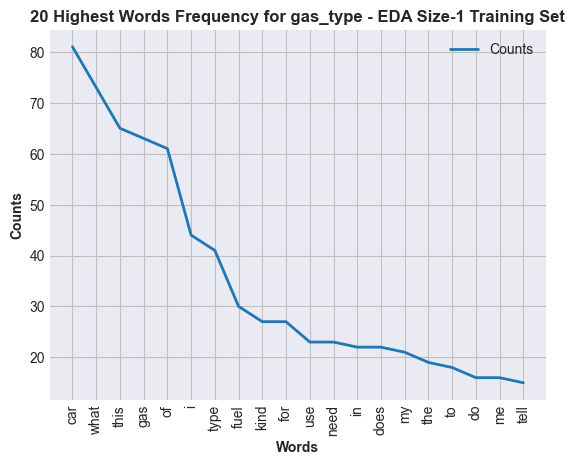 20 Highest Words Frequency for gas_type - EDA Size-1 Training Set
Counts
80
70
60
50
40
30
20
Counts
car
what
this
gas
of
i
type
fuel
kind
for
use
need
in
does
my
the
to
do
me
tell
Words